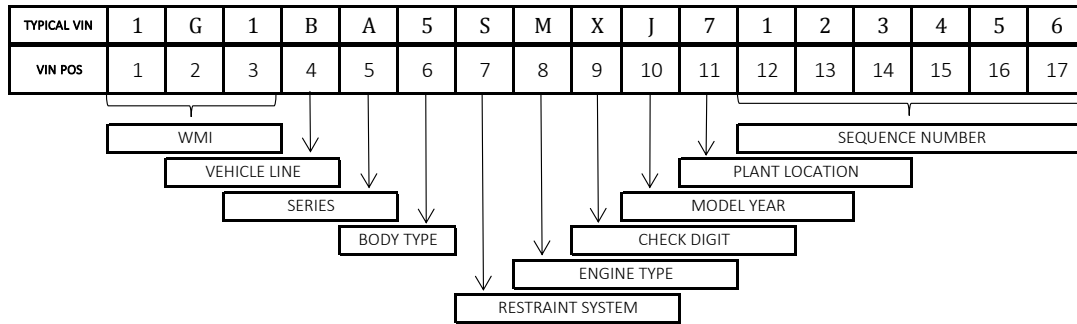 TYPICAL VIN 1 G 1 B A 5 S M X J 7 1 2 3 4 5 6
VIN POS 1 2 3 4 5 6 7 8 9 10 11 12 13 14 15 16 17
WMI SEQUENCE NUMBER
VEHICLE LINE PLANT LOCATION
SERIES MODEL YEAR
BODY TYPE CHECK DIGIT
ENGINE TYPE
RESTRAINT SYSTEM